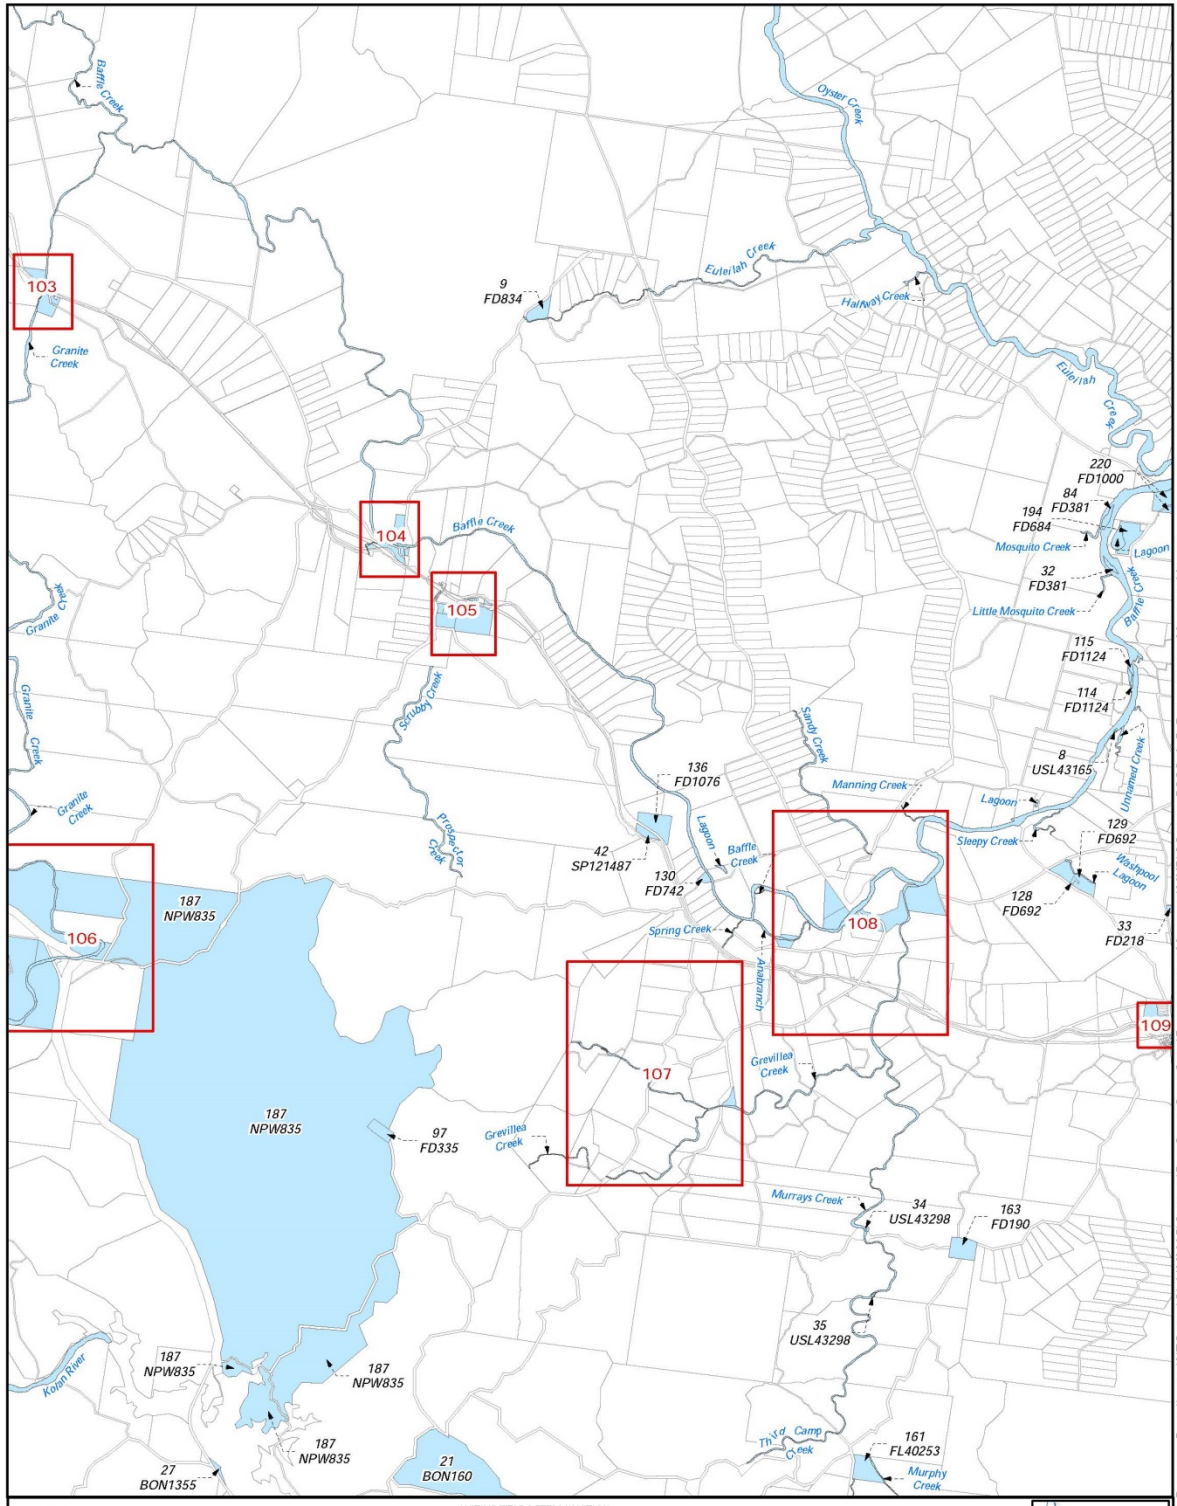 Baffle Creek
Oyster Creek
Euleilah Creek
9
FD834
Halfway Creek
103
Granite
Creek
Euleilah
Creek
220
FD1000
84
FD381
194
FD684
Mosquito Creek
Lagoon
104
Baffle Creek
32
FD381
Little Mosquito Creek
Baffle Creek
105
Granite Creek
115
FD1124
114
FD1124
Scrubby Creek
Granite
Creek
Sandy Creek
8
USL43165
Unnamed Creek
136
FD1076
Manning Creek
Lagoon
Granite
Creek
Prospector
Creek
Sleepy Creek
129
FD692
Washpool
Lagoon
42
SP121487
Lagoon
Baffle
Creek
130
FD742
128
FD692
187
NPW835
106
108
33
FD218
Spring Creek
Anabranch
109
107
Grevillea
Creek
187
NPW835
97
FD335
Grevillea
Creek
Murrays Creek
34
USL43298
163
FD190
35
USL43298
Kolan River
187
NPW835
187
NPW835
187
NPW835
Third Camp
Creek
161
FL40253
Murphy
Creek
27
BON1355
21
BON160